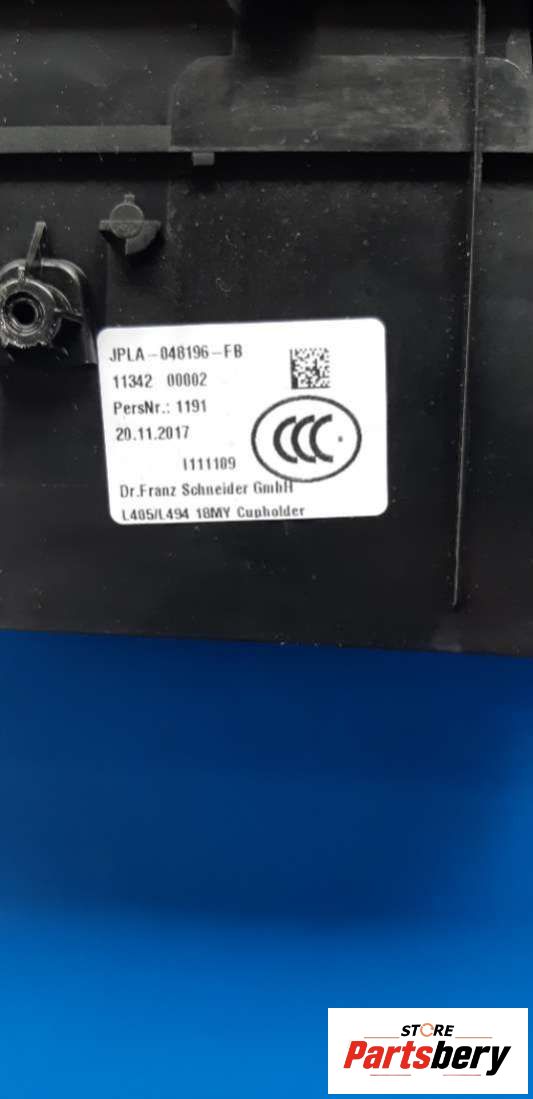 JPLA-048196-FB
11342 00002
PersNr.: 1191
20.11.2017
CCC
1111109
Dr.Franz Schneider GmbH
L405/L494 18MY Cupholder
STORE
Partsbery